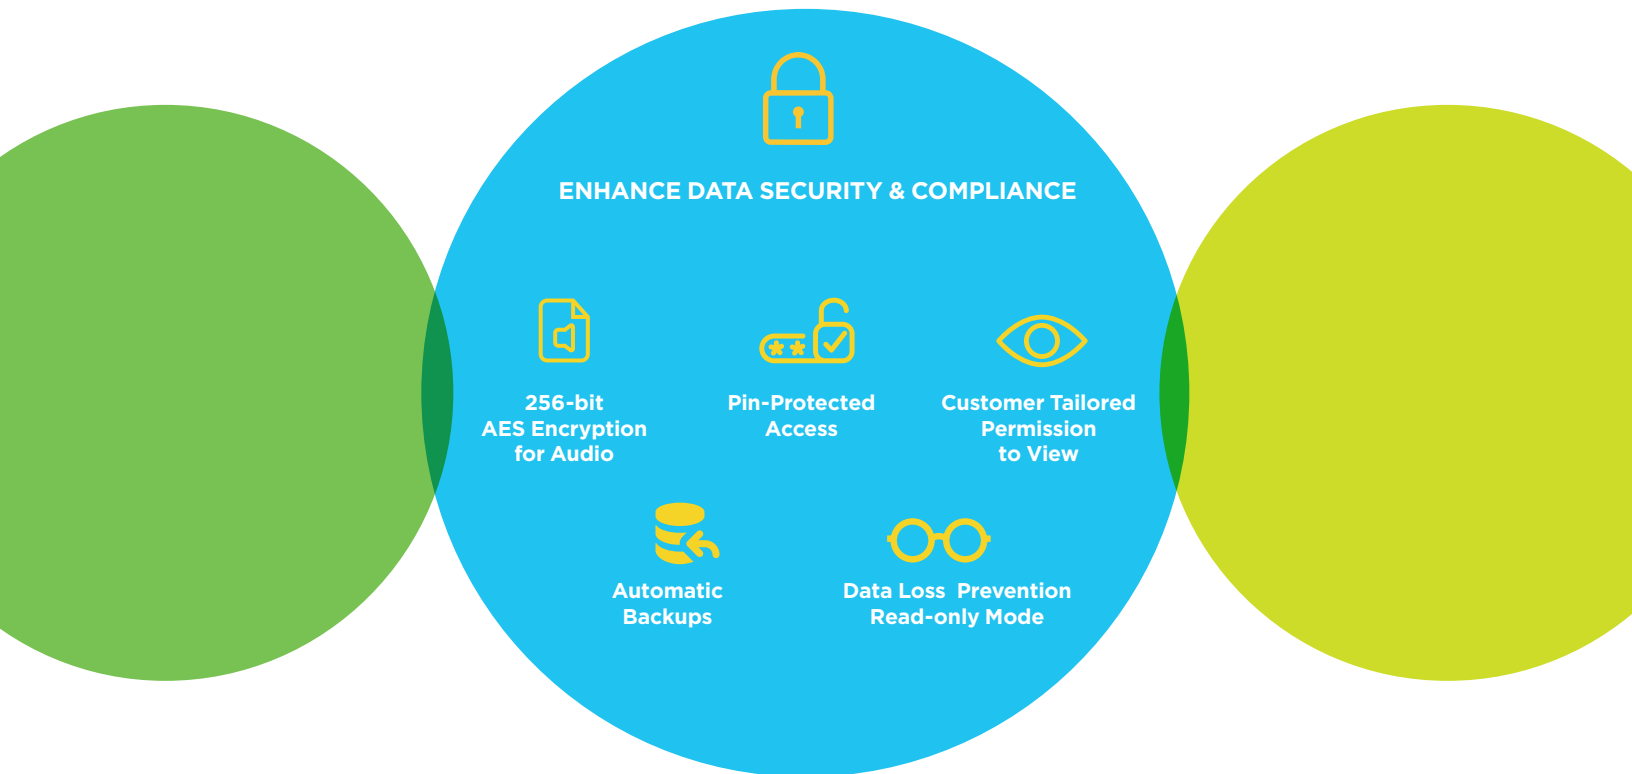 ENHANCE DATA SECURITY & COMPLIANCE
256-bit
AES Encryption
for Audio
Pin-Protected
Access
Customer Tailored
Permission
to View
Automatic
Backups
Data Loss Prevention
Read-only Mode